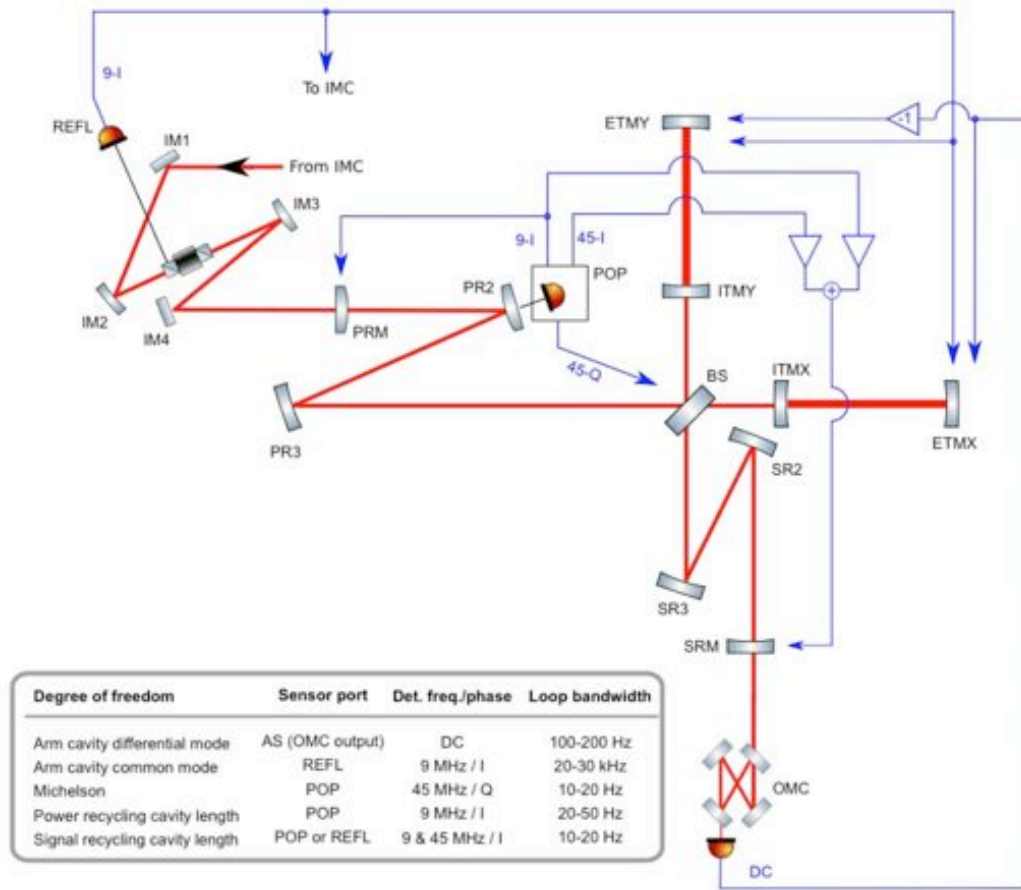 9-I
To IMC
REFL
IM1
From IMC
IM3
ETMY
-1
9-I
45-I
POP
PR2
ITMY
IM2
IM4
PRM
45-Q
BS
ITMX
PR3
ETMX
SR2
SR3
SRM
+
OMC
DC
Degree of freedom Sensor port Det. freq./phase Loop bandwidth
Arm cavity differential mode AS (OMC output) DC 100-200 Hz
Arm cavity common mode REFL 9 MHz / I 20-30 kHz
Michelson POP 45 MHz / Q 10-20 Hz
Power recycling cavity length POP 9 MHz / I 20-50 Hz
Signal recycling cavity length POP or REFL 9 & 45 MHz / I 10-20 Hz